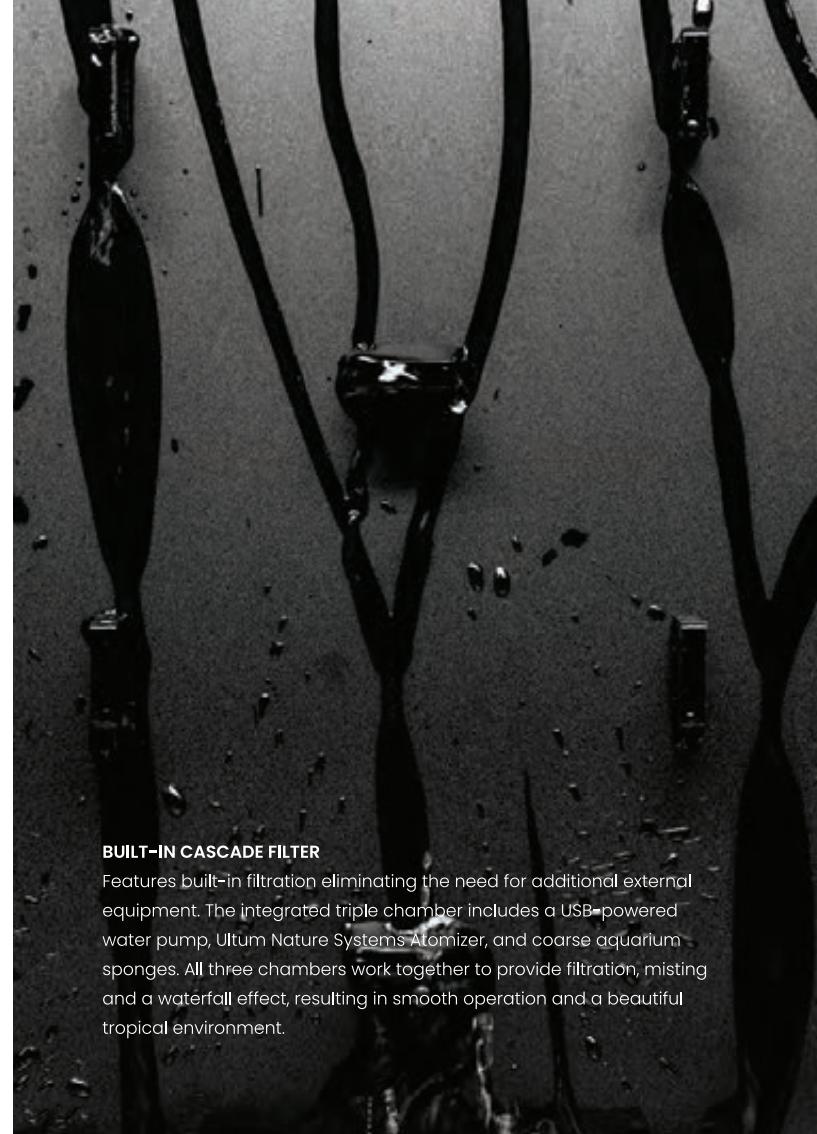 BUILT-IN CASCADE FILTER
Features built-in filtration eliminating the need for additional external
equipment. The integrated triple chamber includes a USB-powered
water pump, Ultum Nature Systems Atomizer, and coarse aquarium
sponges. All three chambers work together to provide filtration, misting
and a waterfall effect, resulting in smooth operation and a beautiful
tropical environment.